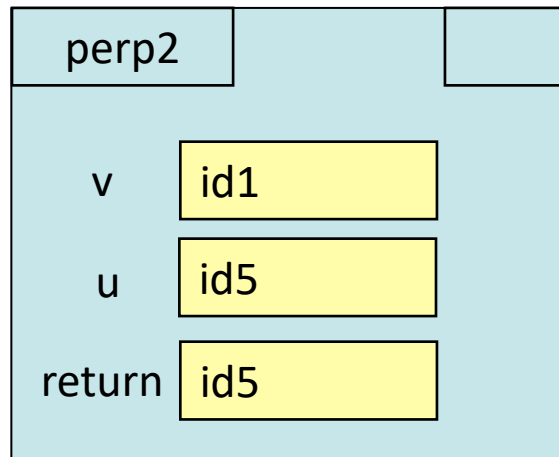 perp2
v id1
u id5
return id5